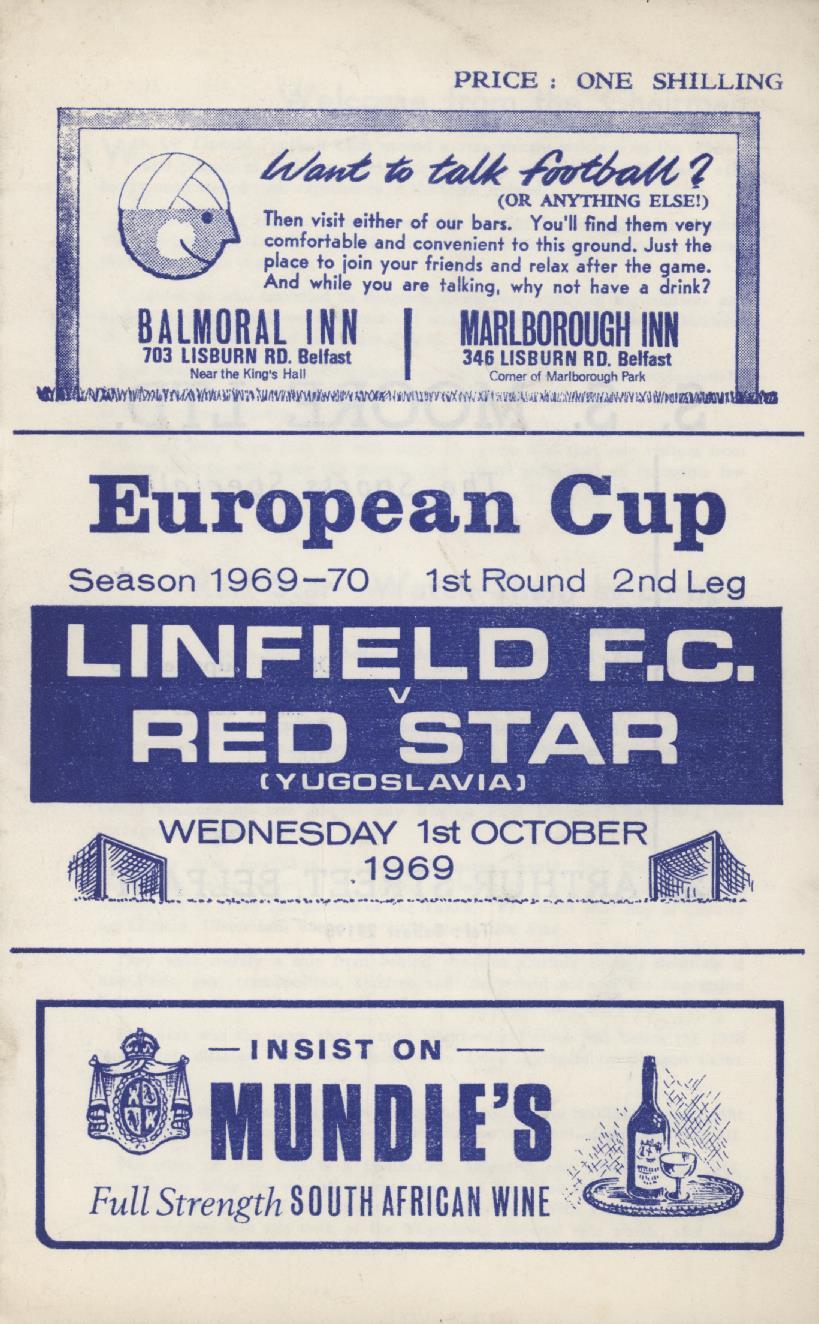 PRICE : ONE SHILLING
Want to talk football?
(OR ANYTHING ELSE!)
Then visit either of our bars. You'll find them very
comfortable and convenient to this ground. Just the
place to join your friends and relax after the game.
And while you are talking, why not have a drink?
BALMORAL INN
703 LISBURN RD. Belfast
Near the King's Hall
MARLBOROUGH INN
346 LISBURN RD. Belfast
Corner of Marlborough Park
European Cup
Season 1969–70 1st Round 2nd Leg
LINFIELD F.C.
V
RED STAR
(YUGOSLAVIA)
WEDNESDAY 1st OCTOBER
1969
INSIST ON
MUNDIE'S
Full Strength SOUTH AFRICAN WINE